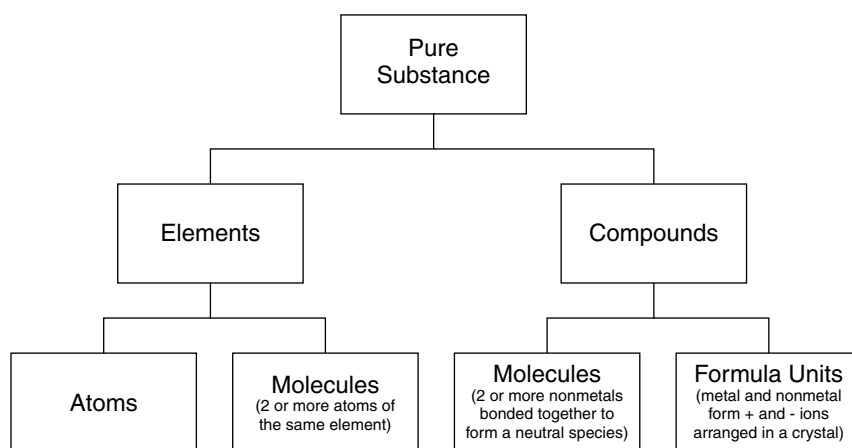 Pure
Substance
Elements
Compounds
Atoms
Molecules
(2 or more atoms of
the same element)
Molecules
(2 or more nonmetals
bonded together to
form a neutral species)
Formula Units
(metal and nonmetal
form + and - ions
arranged in a crystal)